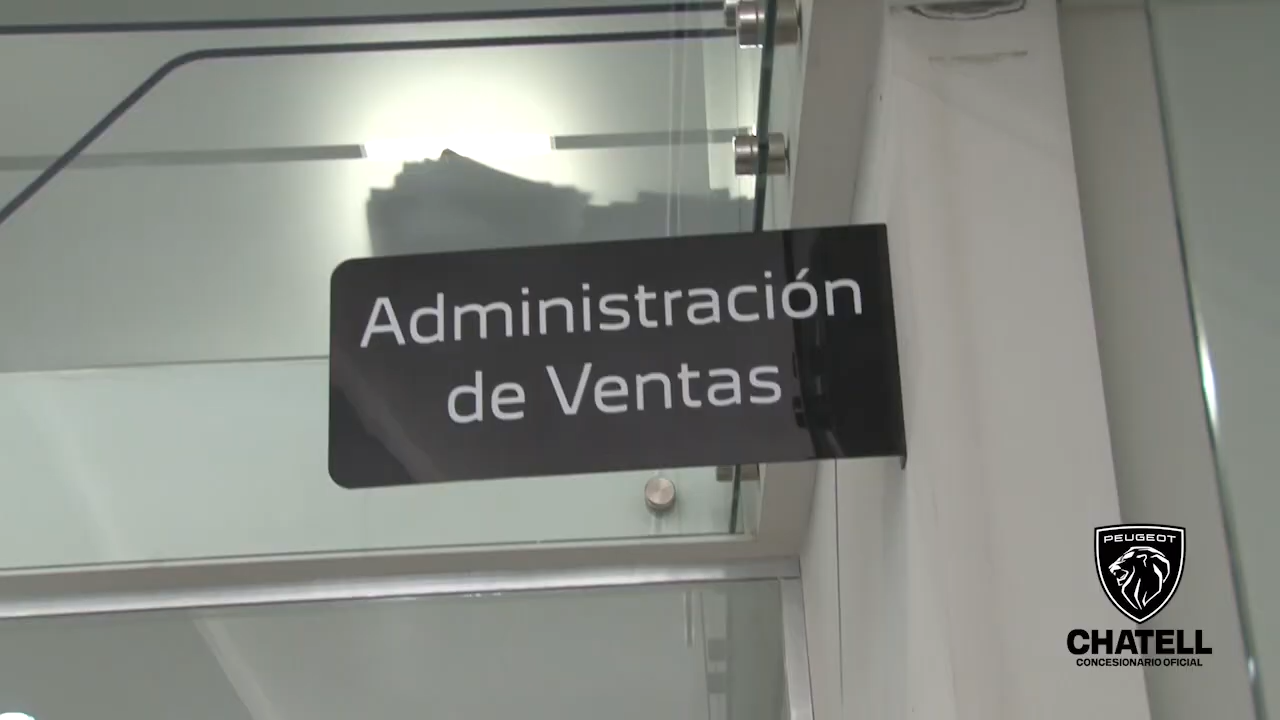 Administración
de Ventas
PEUGEOT
CHATELL
CONCESIONARIO OFICIAL